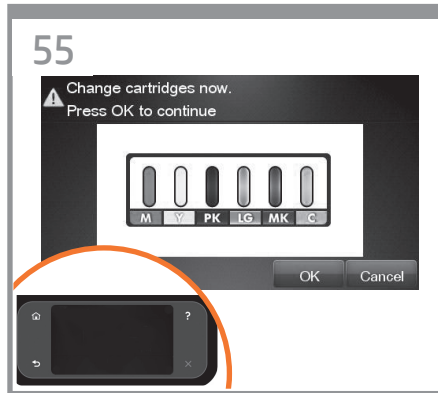 55
Change cartridges now.
Press OK to continue
M Y PK LG MK C
OK Cancel
?